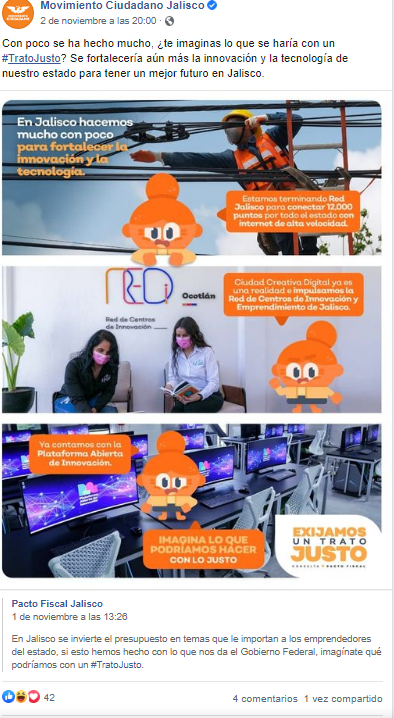 Movimiento Ciudadano Jalisco
2 de noviembre a las 20:00 ·
Con poco se ha hecho mucho, ¿te imaginas lo que se haría con un
#TratoJusto? Se fortalecería aún más la innovación y la tecnología de
nuestro estado para tener un mejor futuro en Jalisco.
En Jalisco hacemos
mucho con poco
para fortalecer la
innovación y la
tecnología.
Estamos terminando Red
Jalisco para conectar 12,000
puntos por todo el estado con
internet de alta velocidad.
REDi
Ocotlán
Red de Centros
de Innovación
Ciudad Creativa Digital ya es
una realidad e impulsamos la
Red de Centros de Innovación y
Emprendimiento de Jalisco.
Ya contamos con la
Plataforma Abierta
de Innovación.
IMAGINA LO QUE
PODRÍAMOS HACER
CON LO JUSTO
EXIJAMOS
UN TRATO
JUSTO
CONSULTA Y PACTO FISCAL
Pacto Fiscal Jalisco
1 de noviembre a las 13:26
En Jalisco se invierte el presupuesto en temas que le importan a los emprendedores
del estado, si esto hemos hecho con lo que nos da el Gobierno Federal, imagínate qué
podríamos con un #TratoJusto.
42
4 comentarios 1 vez compartido